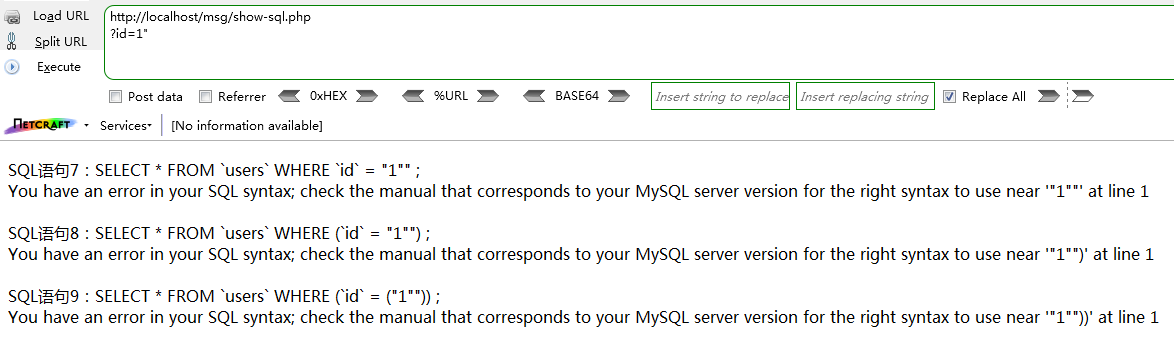 Load URL
http://localhost/msg/show-sql.php
Split URL
?id=1"
Execute
Post data Referrer 0xHEX %URL BASE64 Insert string to replace Insert replacing string Replace All
NETCRAFT Services [No information available]
SQL语句7：SELECT * FROM `users` WHERE `id` = "1"" ;
You have an error in your SQL syntax; check the manual that corresponds to your MySQL server version for the right syntax to use near '"1""' at line 1
SQL语句8：SELECT * FROM `users` WHERE (`id` = "1"") ;
You have an error in your SQL syntax; check the manual that corresponds to your MySQL server version for the right syntax to use near '"1"")' at line 1
SQL语句9：SELECT * FROM `users` WHERE (`id` = ("1"")) ;
You have an error in your SQL syntax; check the manual that corresponds to your MySQL server version for the right syntax to use near '"1""))' at line 1